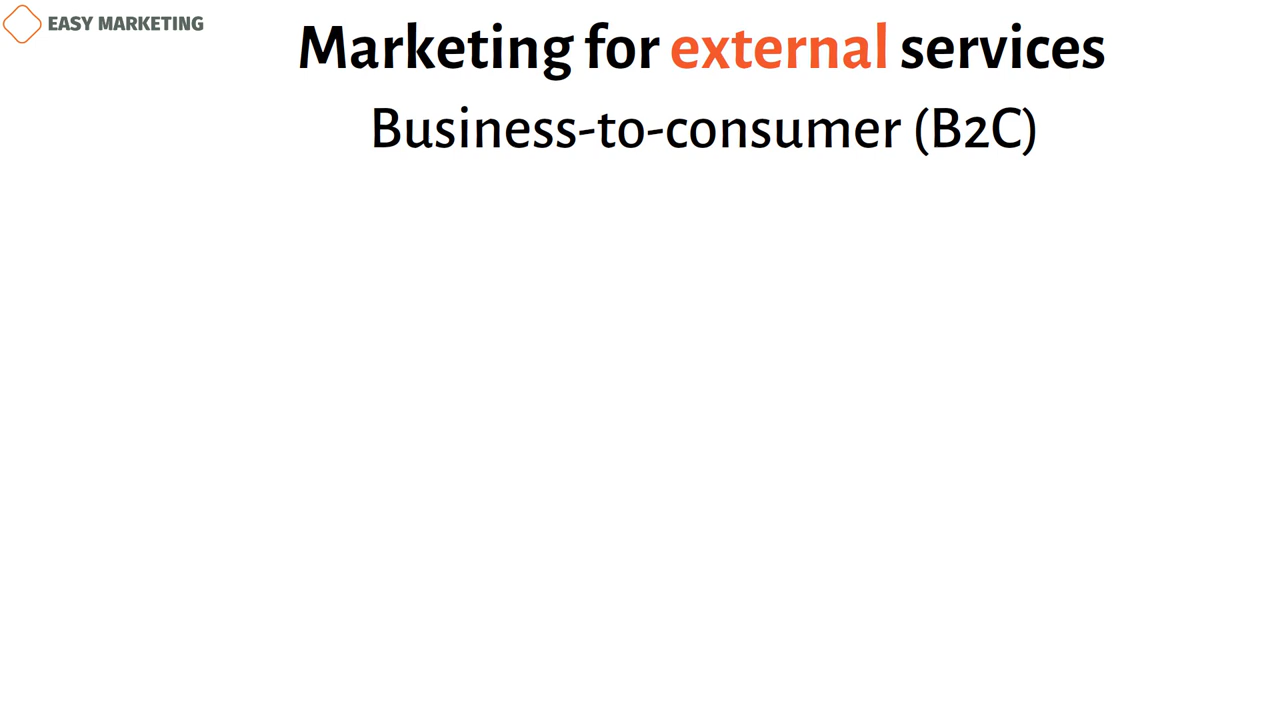 EASY MARKETING
Marketing for external services
Business-to-consumer (B2C)